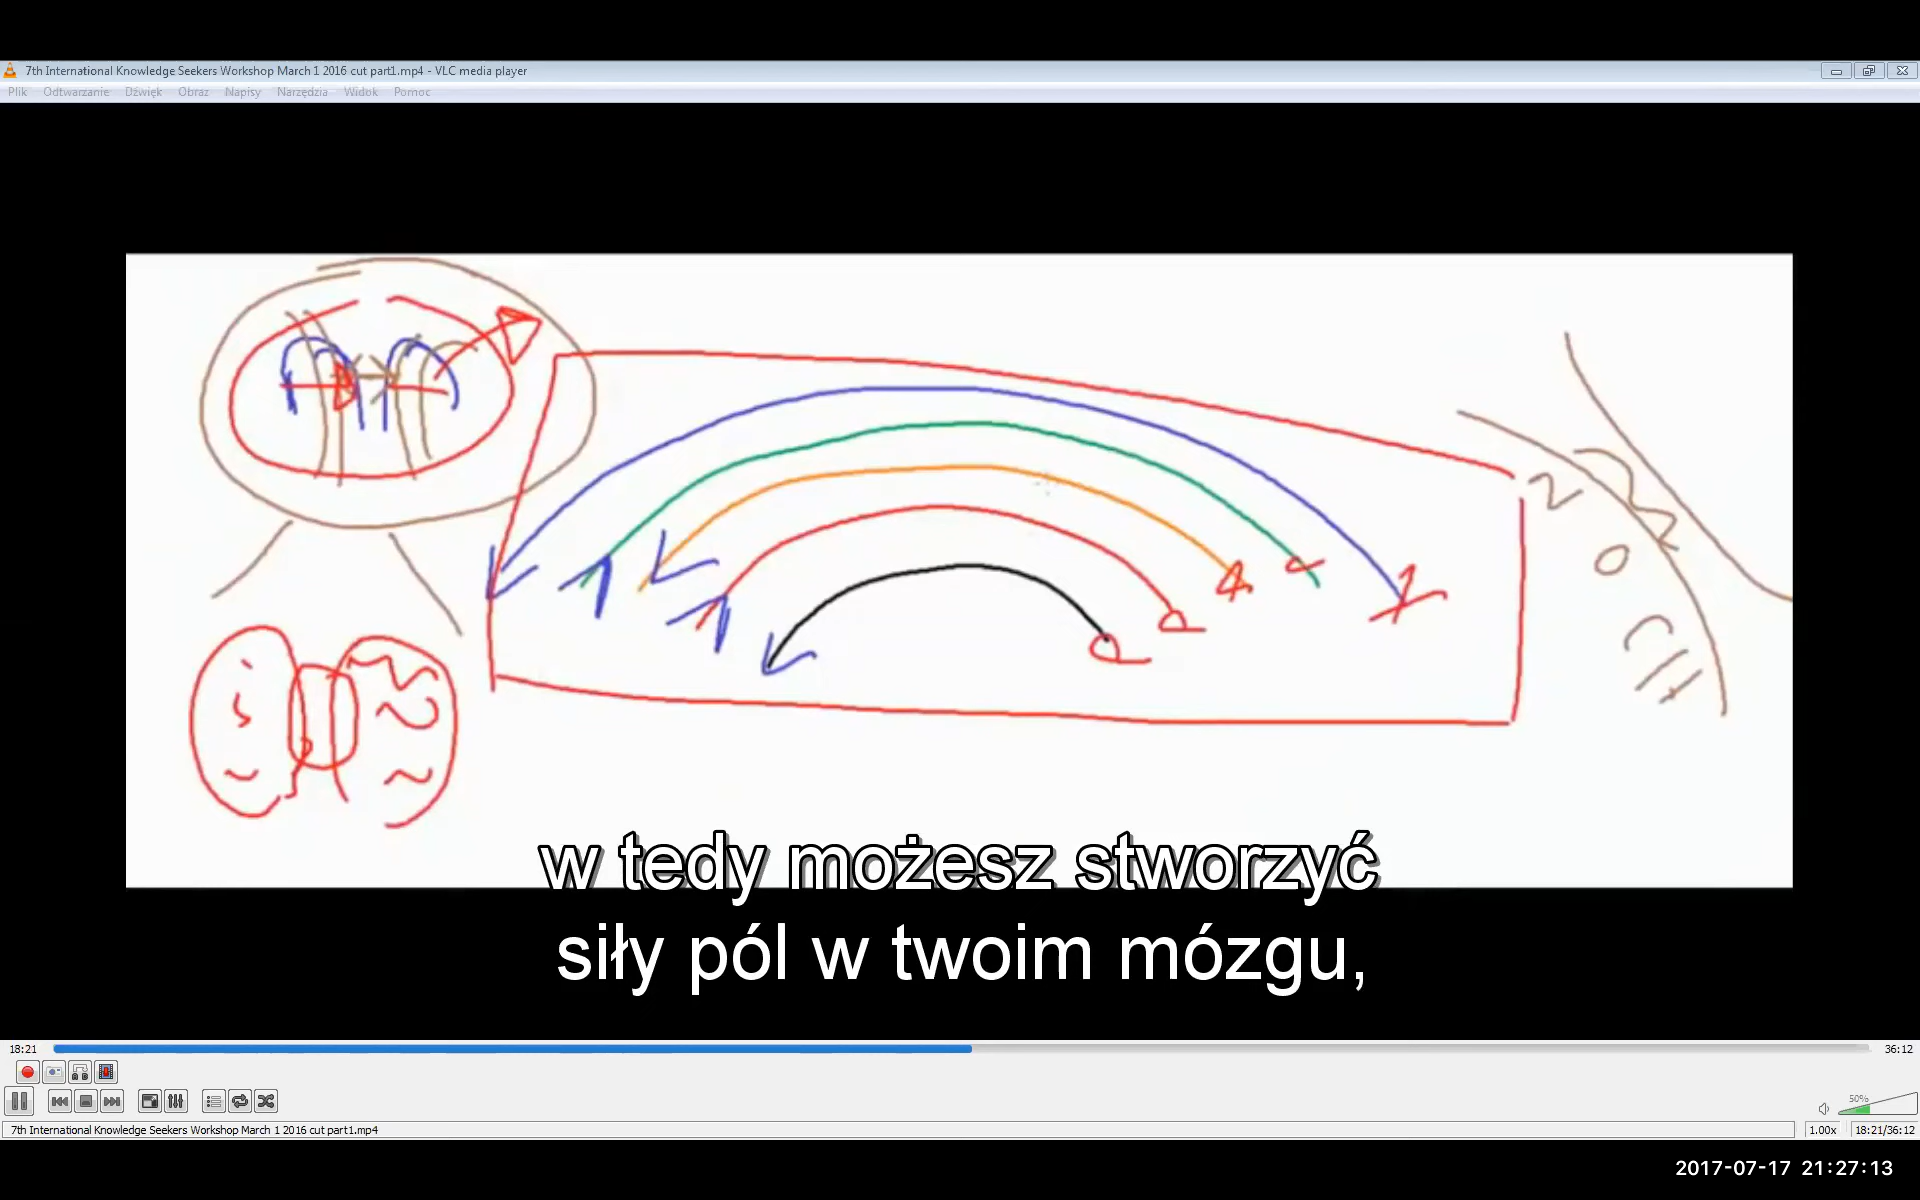 7th International Knowledge Seekers Workshop March 1 2016 cut part1.mp4 - VLC media player
Plik Odtwarzanie Dźwięk Obraz Napisy Narzędzia Widok Pomoc
w tedy możesz stworzyć
siły pól w twoim mózgu,
18:21 36:12
50%
7th International Knowledge Seekers Workshop March 1 2016 cut part1.mp4 1.00x 18:21/36:12
2017-07-17 21:27:13